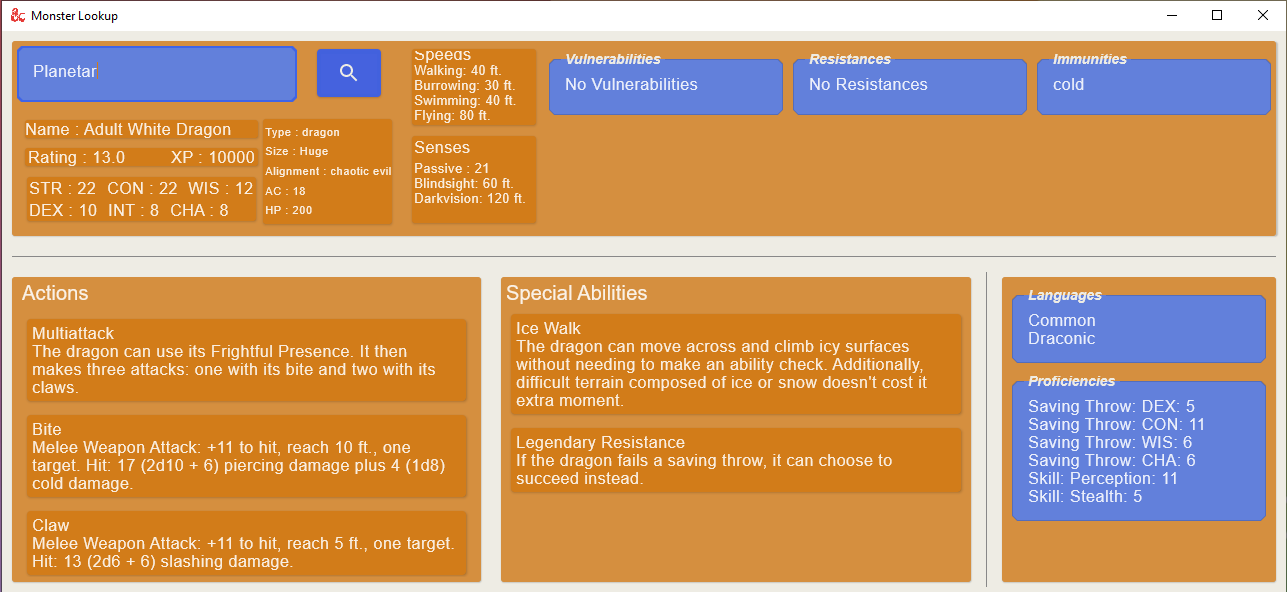 Monster Lookup
Planetar
Name : Adult White Dragon
Rating : 13.0 XP : 10000
STR : 22 CON : 22 WIS : 12
DEX : 10 INT : 8 CHA : 8
Type : dragon
Size : Huge
Alignment : chaotic evil
AC : 18
HP : 200
Speeds
Walking: 40 ft.
Burrowing: 30 ft.
Swimming: 40 ft.
Flying: 80 ft.
Senses
Passive : 21
Blindsight: 60 ft.
Darkvision: 120 ft.
Vulnerabilities
No Vulnerabilities
Resistances
No Resistances
Immunities
cold
Actions
Multiattack
The dragon can use its Frightful Presence. It then
makes three attacks: one with its bite and two with its
claws.
Bite
Melee Weapon Attack: +11 to hit, reach 10 ft., one
target. Hit: 17 (2d10 + 6) piercing damage plus 4 (1d8)
cold damage.
Claw
Melee Weapon Attack: +11 to hit, reach 5 ft., one target.
Hit: 13 (2d6 + 6) slashing damage.
Special Abilities
Ice Walk
The dragon can move across and climb icy surfaces
without needing to make an ability check. Additionally,
difficult terrain composed of ice or snow doesn't cost it
extra moment.
Legendary Resistance
If the dragon fails a saving throw, it can choose to
succeed instead.
Languages
Common
Draconic
Proficiencies
Saving Throw: DEX: 5
Saving Throw: CON: 11
Saving Throw: WIS: 6
Saving Throw: CHA: 6
Skill: Perception: 11
Skill: Stealth: 5